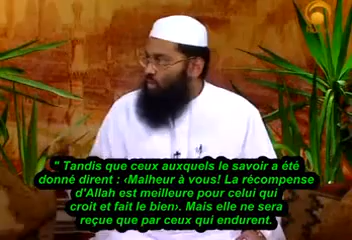 " Tandis que ceux auxquels le savoir a été
donné dirent : ‹Malheur à vous! La récompense
d'Allah est meilleure pour celui qui
croit et fait le bien›. Mais elle ne sera
reçue que par ceux qui endurent.